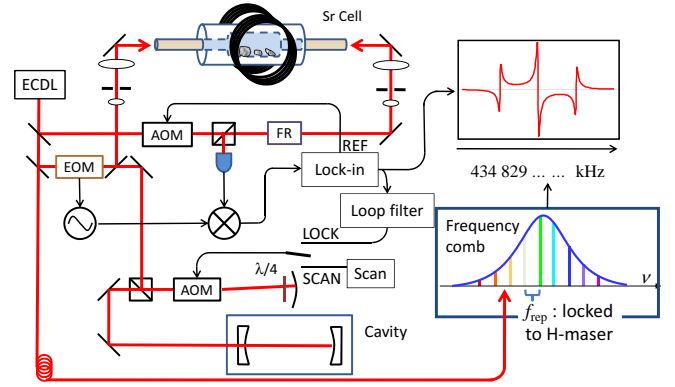 Sr Cell
ECDL
AOM
FR
REF
EOM
Lock-in
434 829 ... ... kHz
Loop filter
LOCK
Frequency
comb
λ/4
SCAN
Scan
AOM
ν
f_rep : locked
to H-maser
Cavity